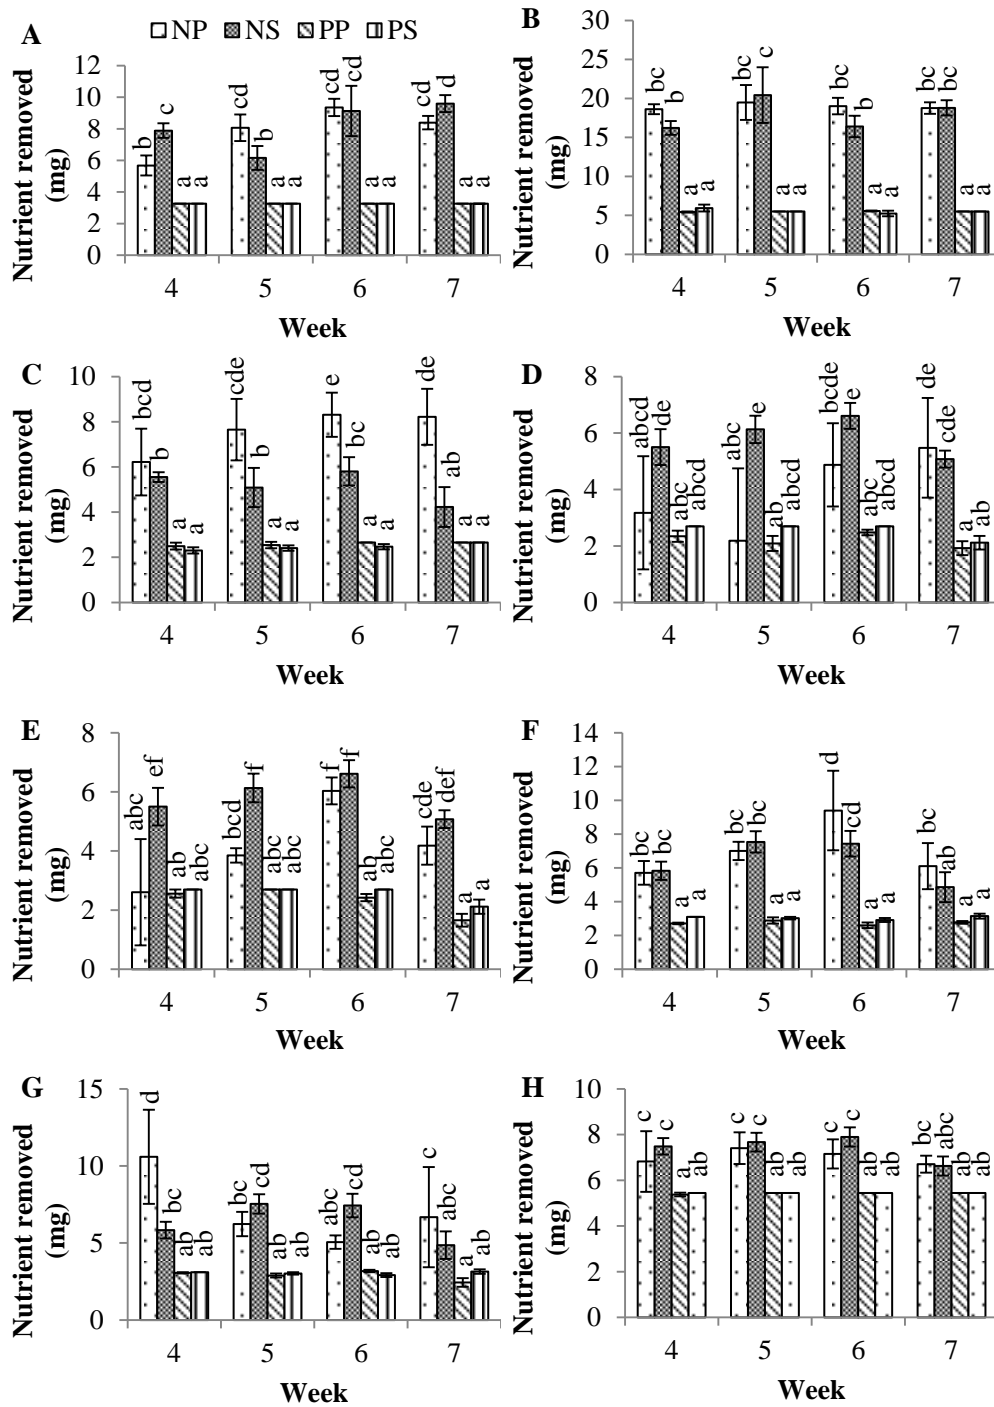 A
NP NS PP PS
Nutrient removed
(mg)
12
10
8
6
4
2
0
b c a a cd b a a cd cd a a cd d a a
4 5 6 7
Week
B
Nutrient removed
(mg)
30
25
20
15
10
5
0
bc b a a bc c a a bc b a a bc bc a a
4 5 6 7
Week
C
Nutrient removed
(mg)
10
8
6
4
2
0
bcd b a a cde b a a e bc a a de ab a a
4 5 6 7
Week
D
Nutrient removed
(mg)
8
6
4
2
0
abcd de abc abcd abc e ab abcd bcde e abc abcd de cde a ab
4 5 6 7
Week
E
Nutrient removed
(mg)
8
6
4
2
0
abc ef ab abc bcd f abc abc f f ab abc cde def a a
4 5 6 7
Week
F
Nutrient removed
(mg)
14
12
10
8
6
4
2
0
bc bc a a bc bc a a d cd a a bc ab a a
4 5 6 7
Week
G
Nutrient removed
(mg)
15
10
5
0
d bc ab ab bc cd ab ab abc cd ab ab c abc a ab
4 5 6 7
Week
H
Nutrient removed
(mg)
10
8
6
4
2
0
c c a ab c c ab ab c c ab ab bc abc ab ab
4 5 6 7
Week